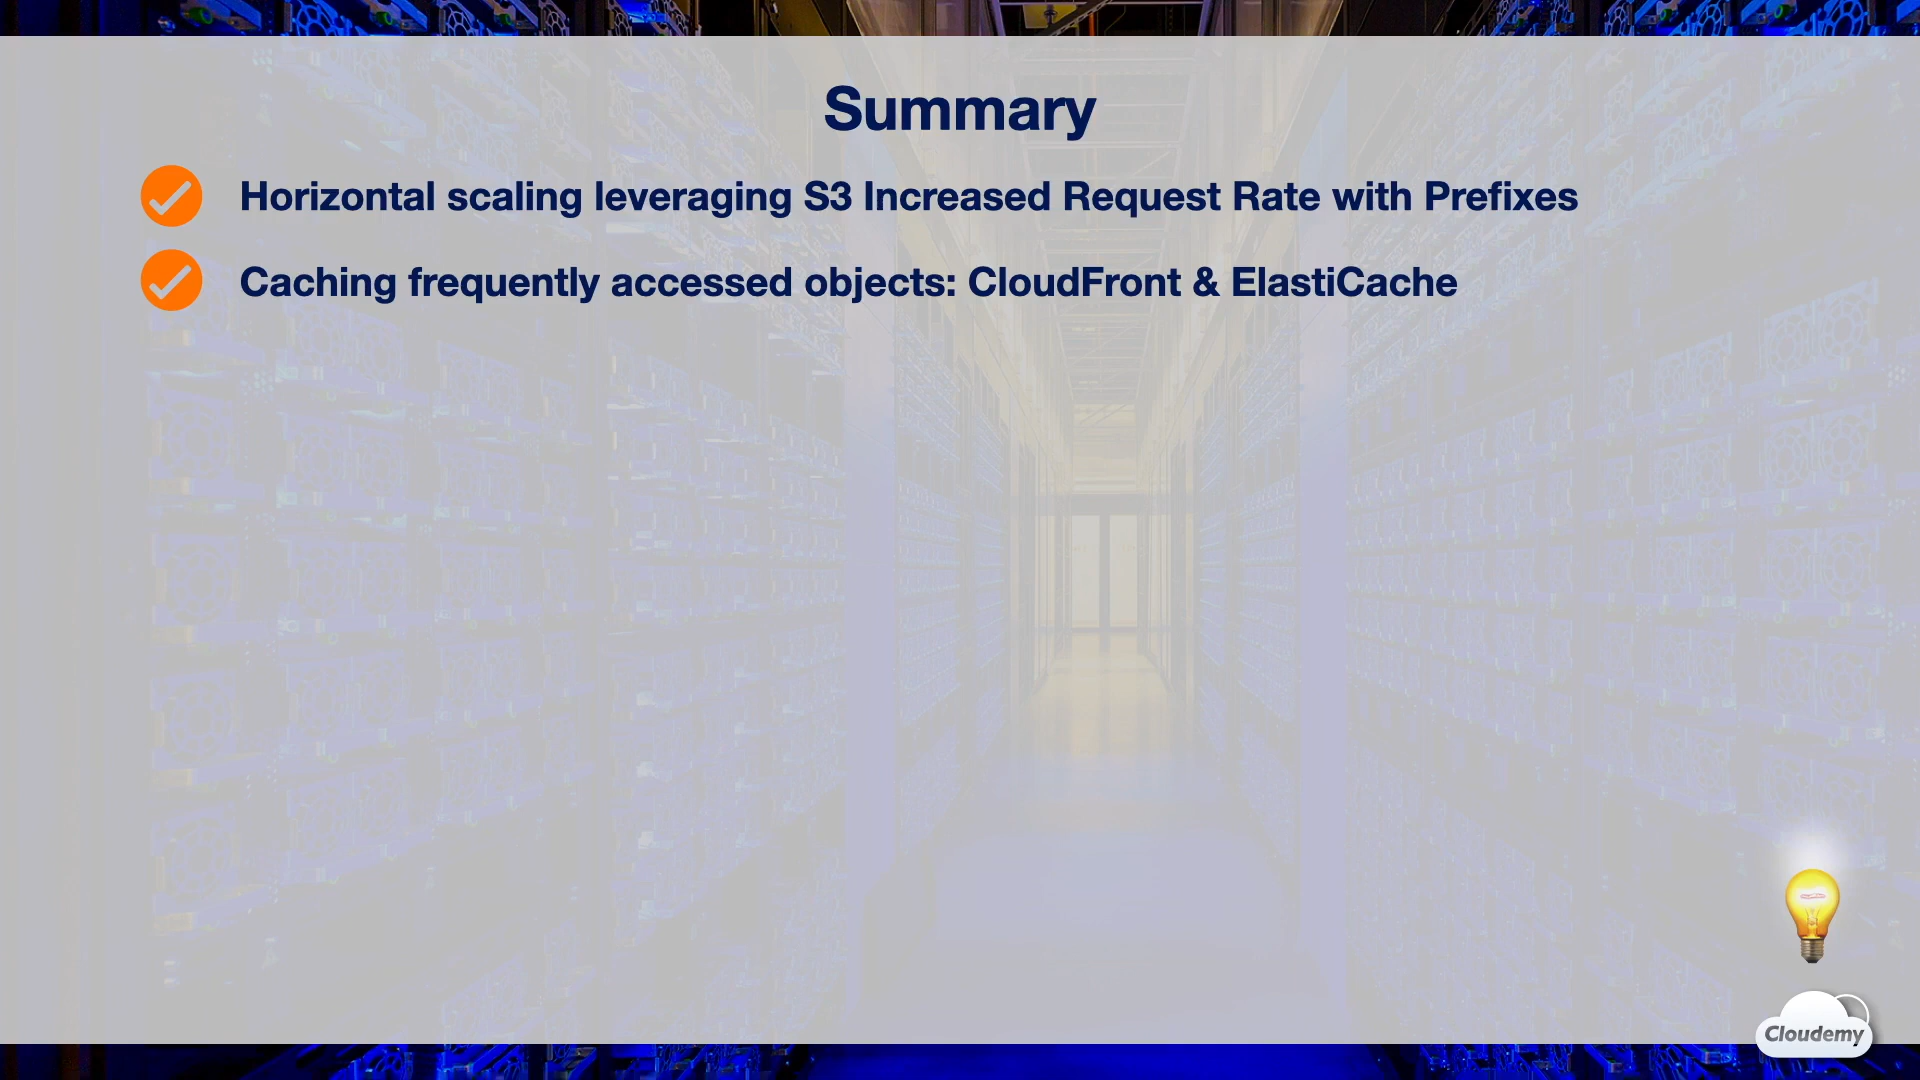 Summary
Horizontal scaling leveraging S3 Increased Request Rate with Prefixes
Caching frequently accessed objects: CloudFront & ElastiCache
Cloudemy